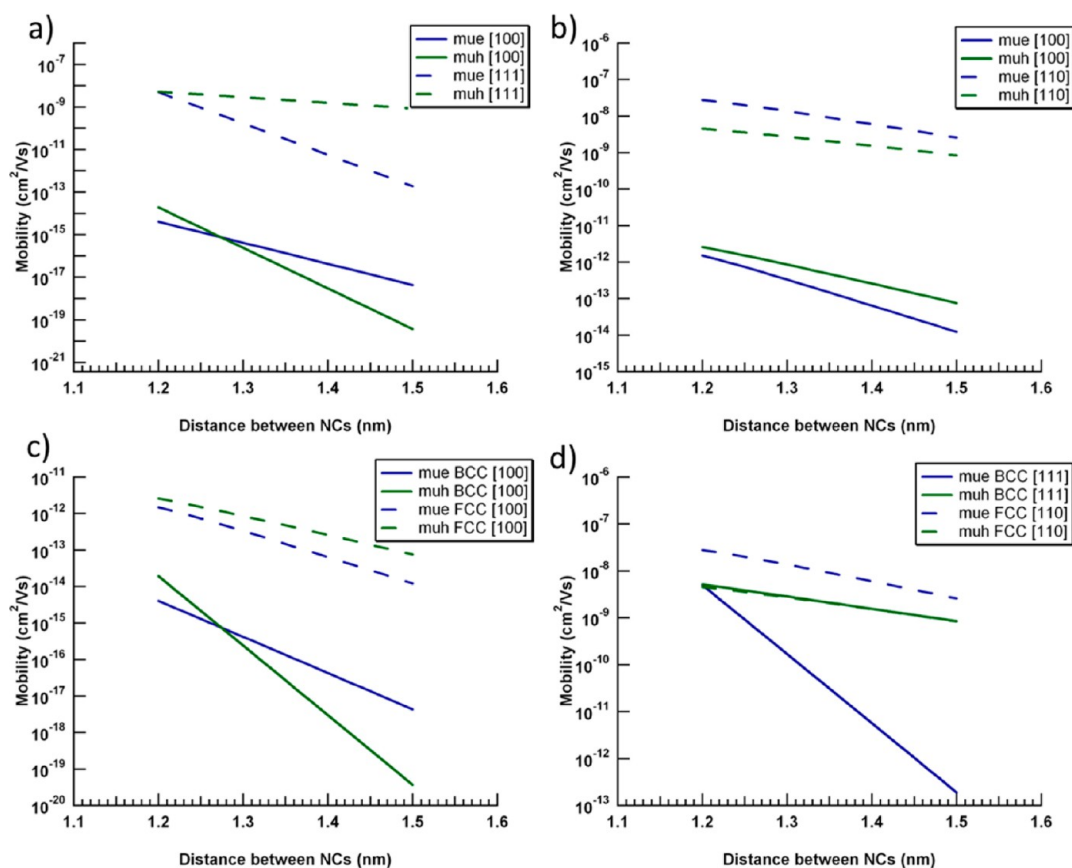 a)
mue [100]
muh [100]
mue [111]
muh [111]
Mobility (cm²/Vs)
10⁻⁷
10⁻⁹
10⁻¹¹
10⁻¹³
10⁻¹⁵
10⁻¹⁷
10⁻¹⁹
10⁻²¹
1.1 1.2 1.3 1.4 1.5 1.6
Distance between NCs (nm)
b)
mue [100]
muh [100]
mue [110]
muh [110]
Mobility (cm²/Vs)
10⁻⁶
10⁻⁷
10⁻⁸
10⁻⁹
10⁻¹⁰
10⁻¹¹
10⁻¹²
10⁻¹³
10⁻¹⁴
10⁻¹⁵
1.1 1.2 1.3 1.4 1.5 1.6
Distance between NCs (nm)
c)
mue BCC [100]
muh BCC [100]
mue FCC [100]
muh FCC [100]
Mobility (cm²/Vs)
10⁻¹¹
10⁻¹²
10⁻¹³
10⁻¹⁴
10⁻¹⁵
10⁻¹⁶
10⁻¹⁷
10⁻¹⁸
10⁻¹⁹
10⁻²⁰
1.1 1.2 1.3 1.4 1.5 1.6
Distance between NCs (nm)
d)
mue BCC [111]
muh BCC [111]
mue FCC [110]
muh FCC [110]
Mobility (cm²/Vs)
10⁻⁶
10⁻⁷
10⁻⁸
10⁻⁹
10⁻¹⁰
10⁻¹¹
10⁻¹²
10⁻¹³
1.1 1.2 1.3 1.4 1.5 1.6
Distance between NCs (nm)